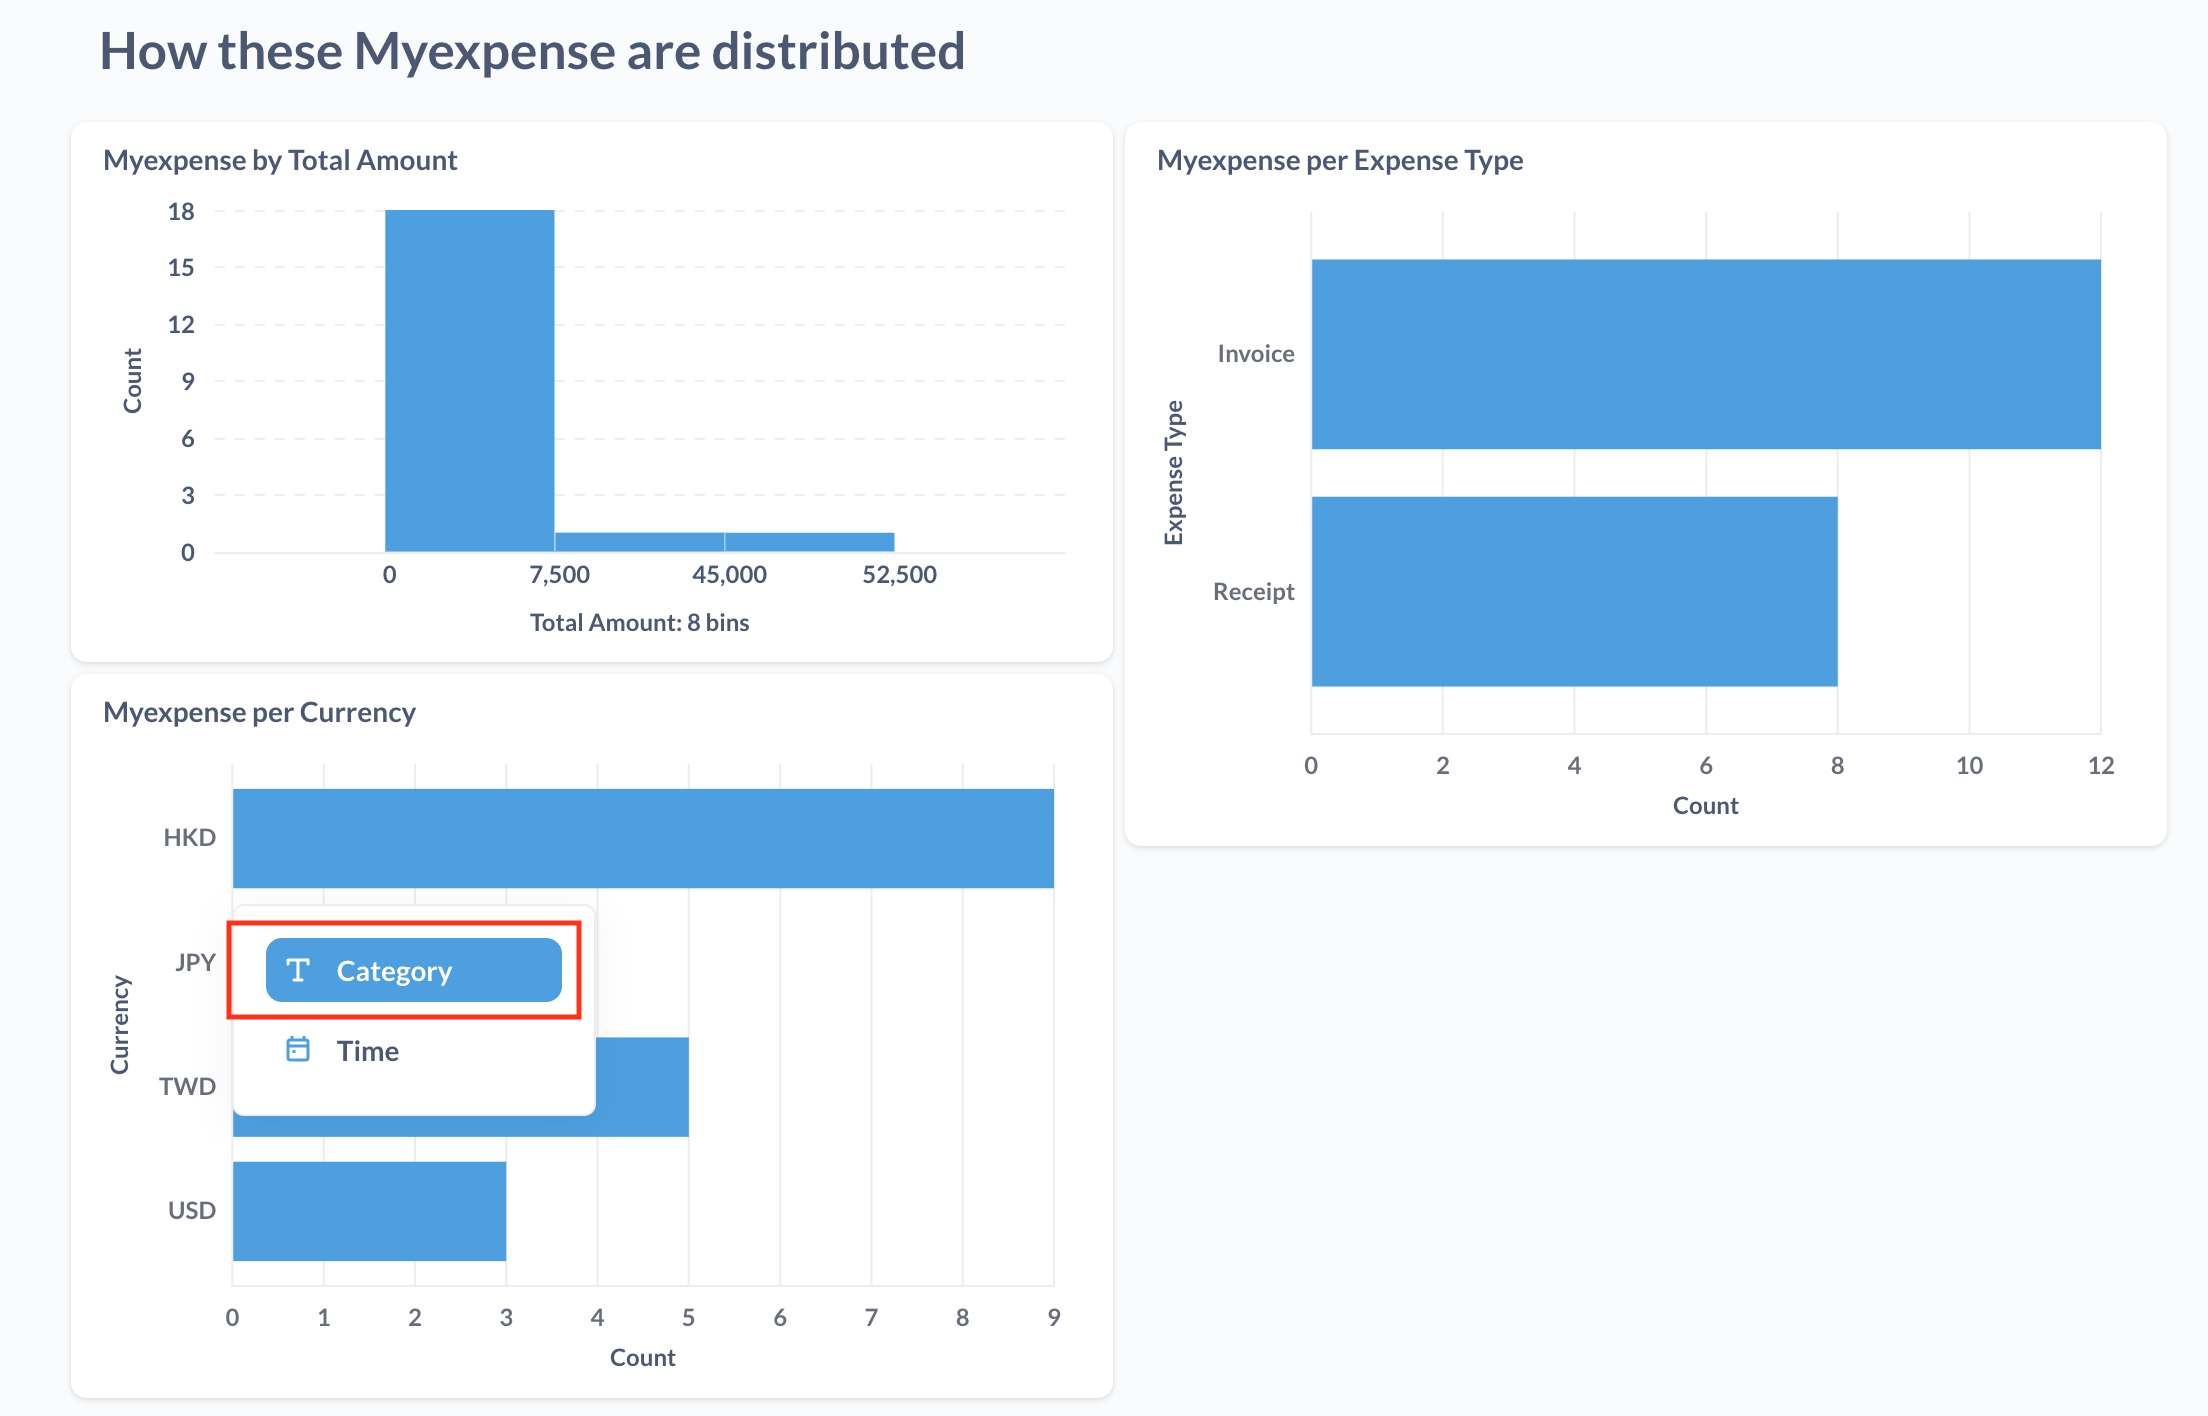 How these Myexpense are distributed
Myexpense by Total Amount
18
15
12
9
6
3
0
Count
0 7,500 45,000 52,500
Total Amount: 8 bins
Myexpense per Expense Type
Expense Type
Invoice
Receipt
0 2 4 6 8 10 12
Count
Myexpense per Currency
Currency
HKD
JPY
TWD
USD
Category
Time
0 1 2 3 4 5 6 7 8 9
Count